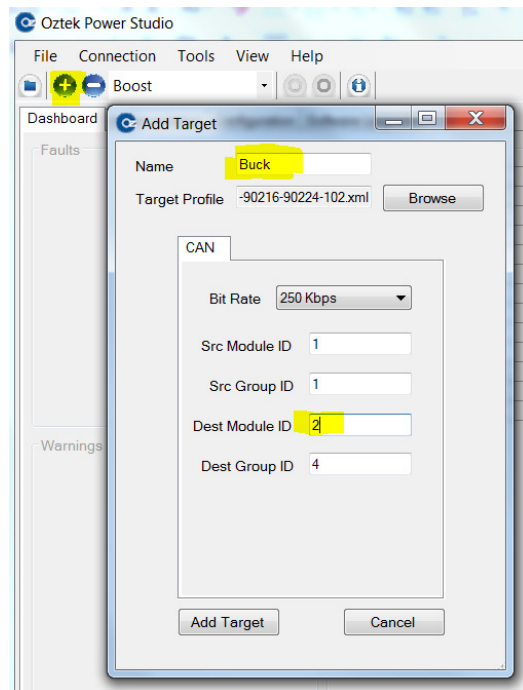 Oztek Power Studio
File Connection Tools View Help
Boost
Dashboard
Add Target
Faults
Name Buck
Target Profile -90216-90224-102.xml Browse
CAN
Bit Rate 250 Kbps
Src Module ID 1
Src Group ID 1
Dest Module ID 2
Warnings
Dest Group ID 4
Add Target Cancel